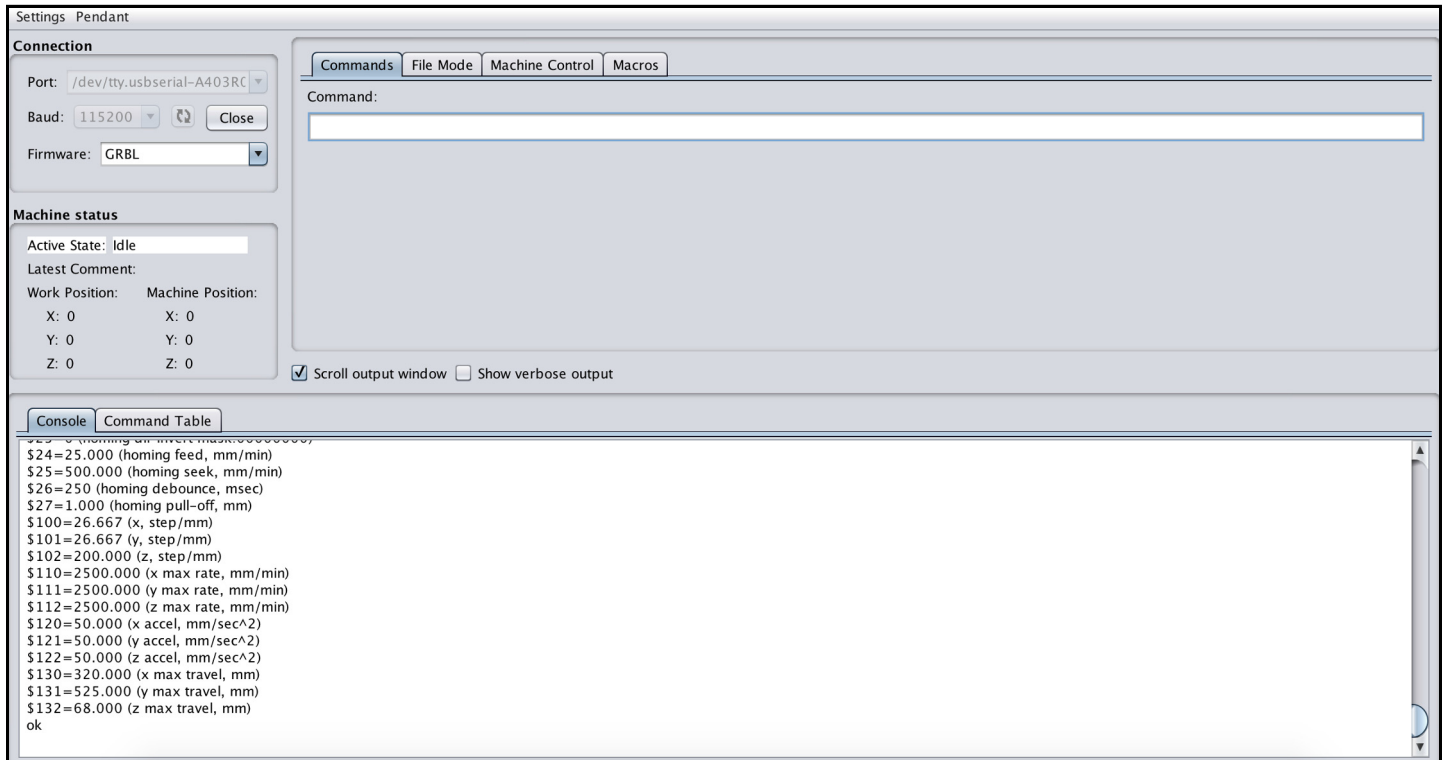 Settings Pendant
Connection
Port: /dev/tty.usbserial-A403R
Baud: 115200 Close
Firmware: GRBL
Machine status
Active State: Idle
Latest Comment:
Work Position: Machine Position:
X: 0 X: 0
Y: 0 Y: 0
Z: 0 Z: 0
Commands File Mode Machine Control Macros
Command:
Scroll output window Show verbose output
Console Command Table
$23=0 (homing dir invert mask:00000000)
$24=25.000 (homing feed, mm/min)
$25=500.000 (homing seek, mm/min)
$26=250 (homing debounce, msec)
$27=1.000 (homing pull-off, mm)
$100=26.667 (x, step/mm)
$101=26.667 (y, step/mm)
$102=200.000 (z, step/mm)
$110=2500.000 (x max rate, mm/min)
$111=2500.000 (y max rate, mm/min)
$112=2500.000 (z max rate, mm/min)
$120=50.000 (x accel, mm/sec^2)
$121=50.000 (y accel, mm/sec^2)
$122=50.000 (z accel, mm/sec^2)
$130=320.000 (x max travel, mm)
$131=525.000 (y max travel, mm)
$132=68.000 (z max travel, mm)
ok